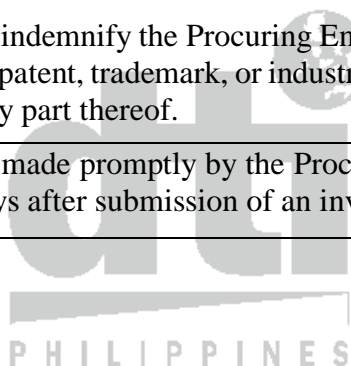 indemnify the Procuring En
patent, trademark, or industr
y part thereof.
made promptly by the Proc
ys after submission of an inv
dti
PHILIPPINES